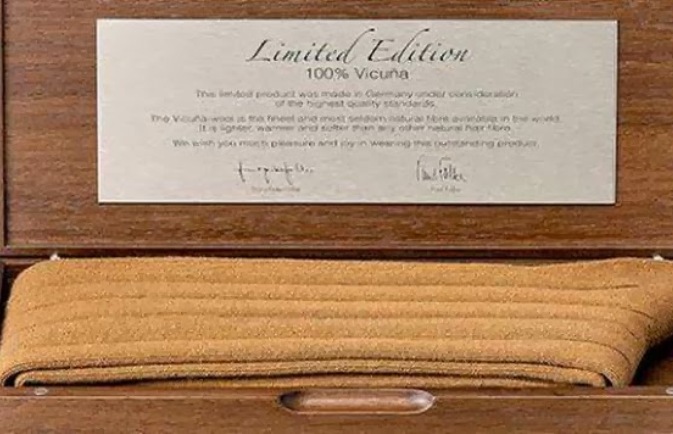 Limited Edition
100% Vicuña
This limited product was made in Germany under consideration
of the highest quality standards.
The Vicuña-wool is the finest and most seldom natural fibre available in the world.
It is lighter, warmer and softer than any other natural hair fibre.
We wish you much pleasure and joy in wearing this outstanding product.
Paul Falke